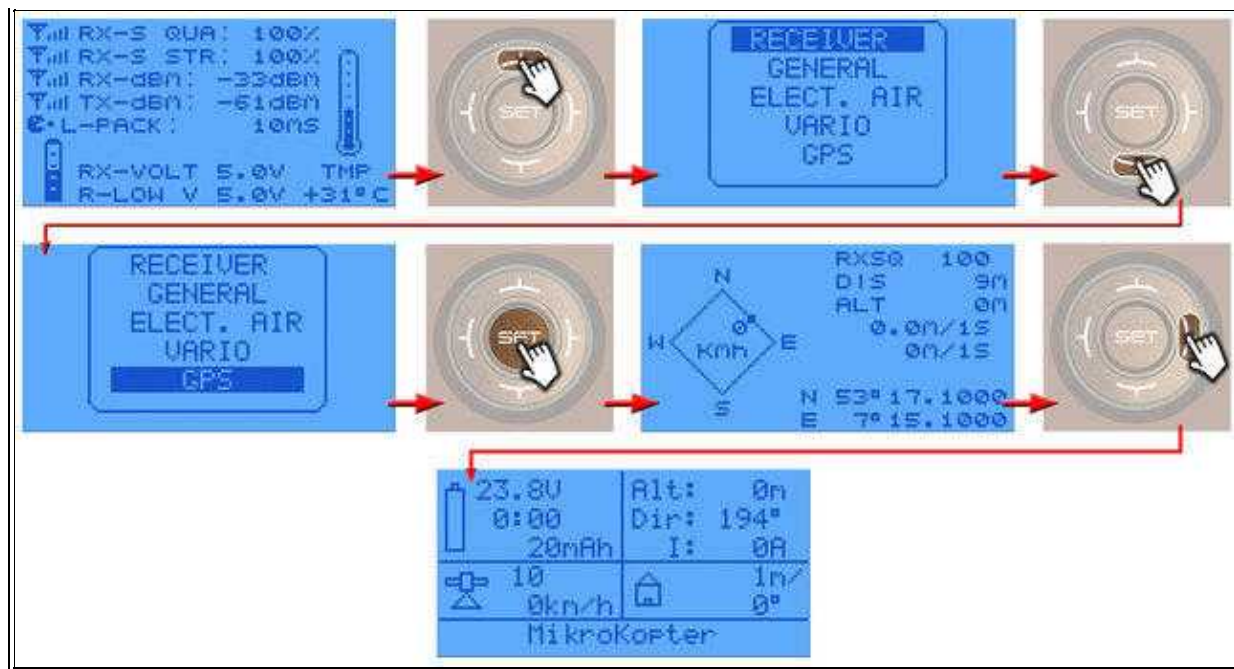 RX-S QUA: 100%
RX-S STR: 100%
RX-dBm: -33dBm
TX-dBm: -61dBm
L-PACK: 10mS
RX-VOLT 5.0V TMP
R-LOW V 5.0V +31°C
SET
RECEIVER
GENERAL
ELECT. AIR
VARIO
GPS
SET
RECEIVER
GENERAL
ELECT. AIR
VARIO
GPS
SET
N
W
0°
Kmh
E
S
RXSQ 100
DIS 9m
ALT 0m
0.0m/1S
0m/1S
N 53°17.1000
E 7°15.1000
SET
23.8V
0:00
20mAh
Alt: 0m
Dir: 194°
I: 0A
10
0km/h
1m/
0°
MikroKopter